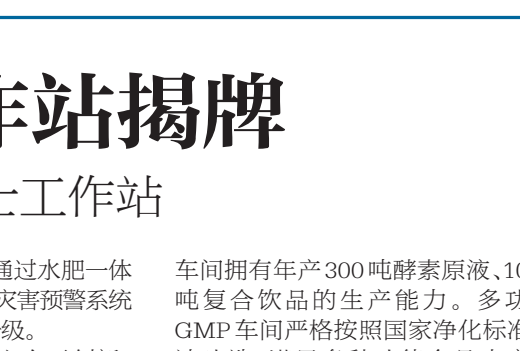 站揭牌
工作站
通过水肥一体
灾害预警系统
级。
车间拥有年产300吨酵素原液、10
吨复合饮品的生产能力。多功
GMP车间严格按照国家净化标准